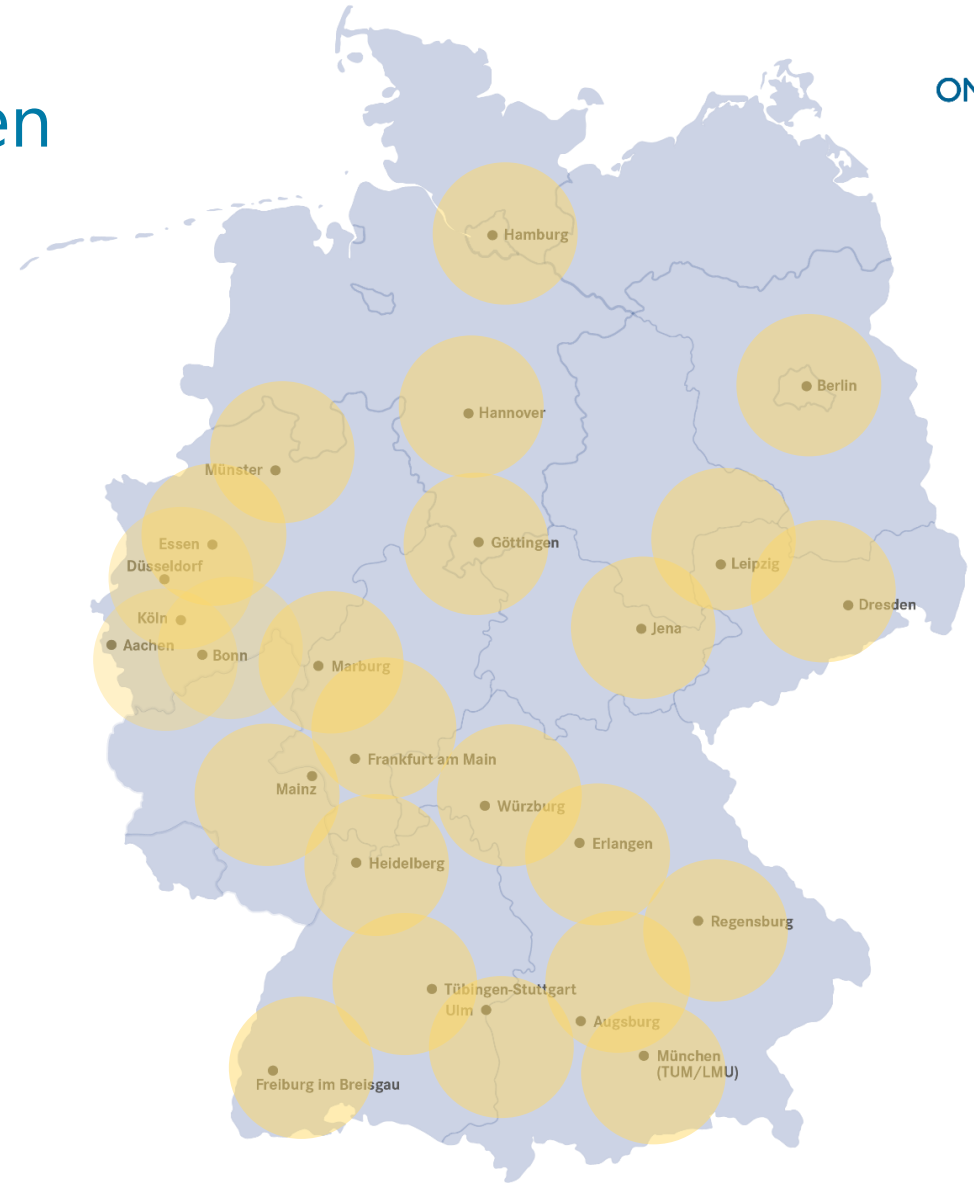 en
ON
Hamburg
Berlin
Hannover
Münster
Essen
Göttingen
Düsseldorf
Leipzig
Köln
Dresden
Jena
Aachen
Bonn
Marburg
Frankfurt am Main
Mainz
Würzburg
Erlangen
Heidelberg
Regensburg
Tübingen-Stuttgart
Ulm
Augsburg
München
(TUM/LMU)
Freiburg im Breisgau